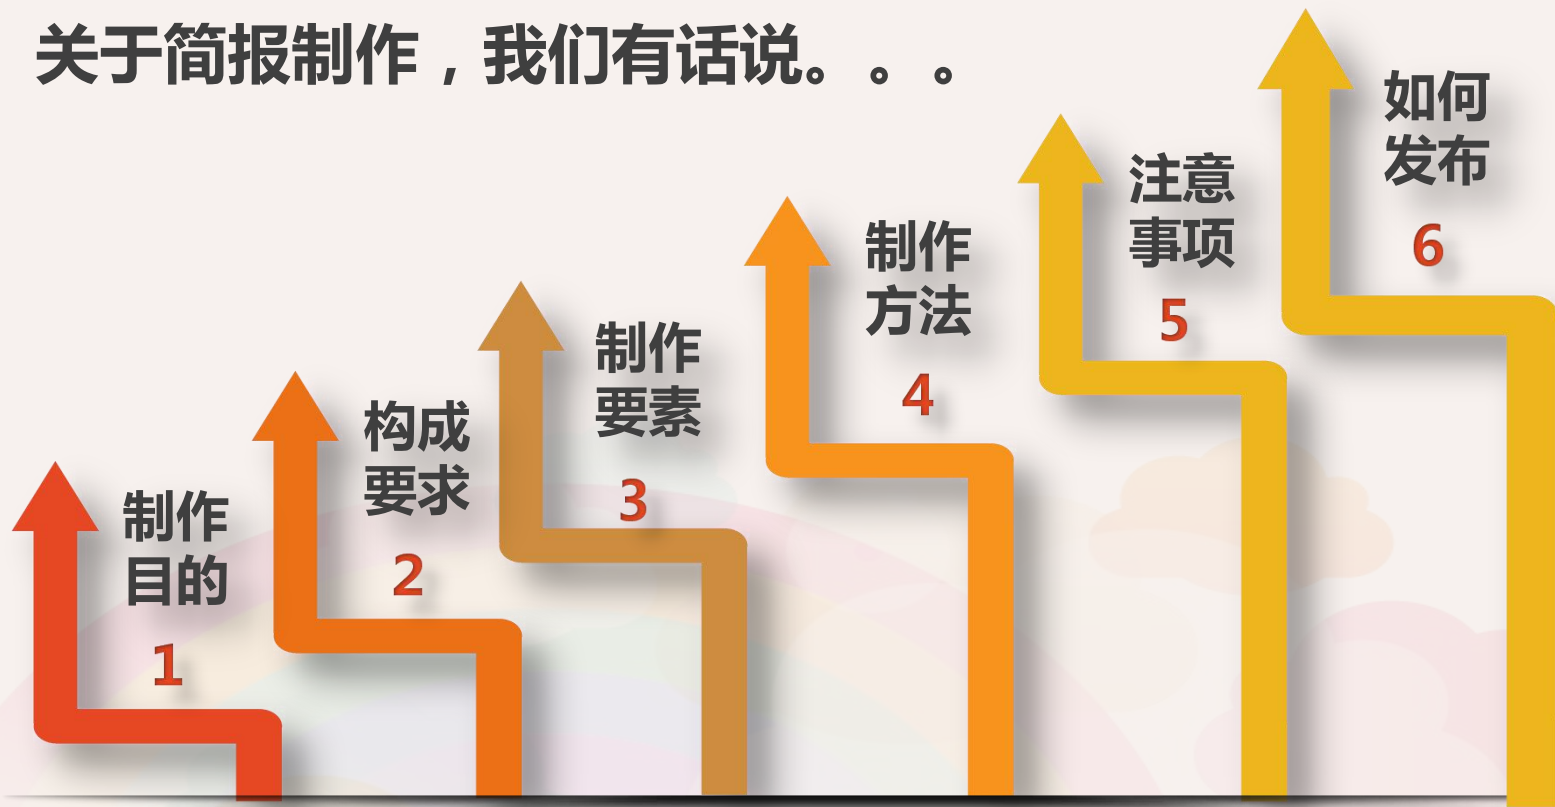 关于简报制作，我们有话说。。。
制作
目的
1
构成
要求
2
制作
要素
3
制作
方法
4
注意
事项
5
如何
发布
6